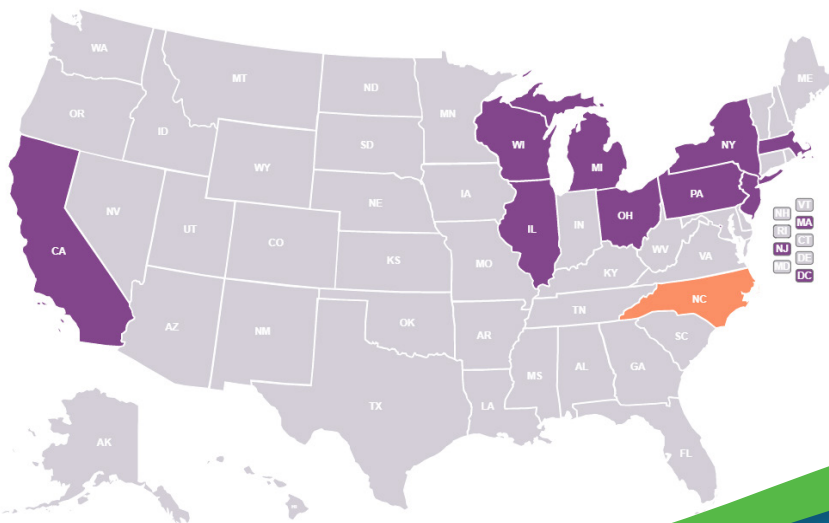 WA
MT
ND
MN
ME
OR
ID
SD
WI
NY
WY
MI
IA
PA
NE
NV
UT
IL
IN
OH
NH
VT
MA
RI
CT
NJ
DE
MD
DC
CA
CO
KS
MO
WV
VA
KY
NC
TN
AZ
NM
OK
AR
SC
MS
AL
GA
TX
LA
AK
FL